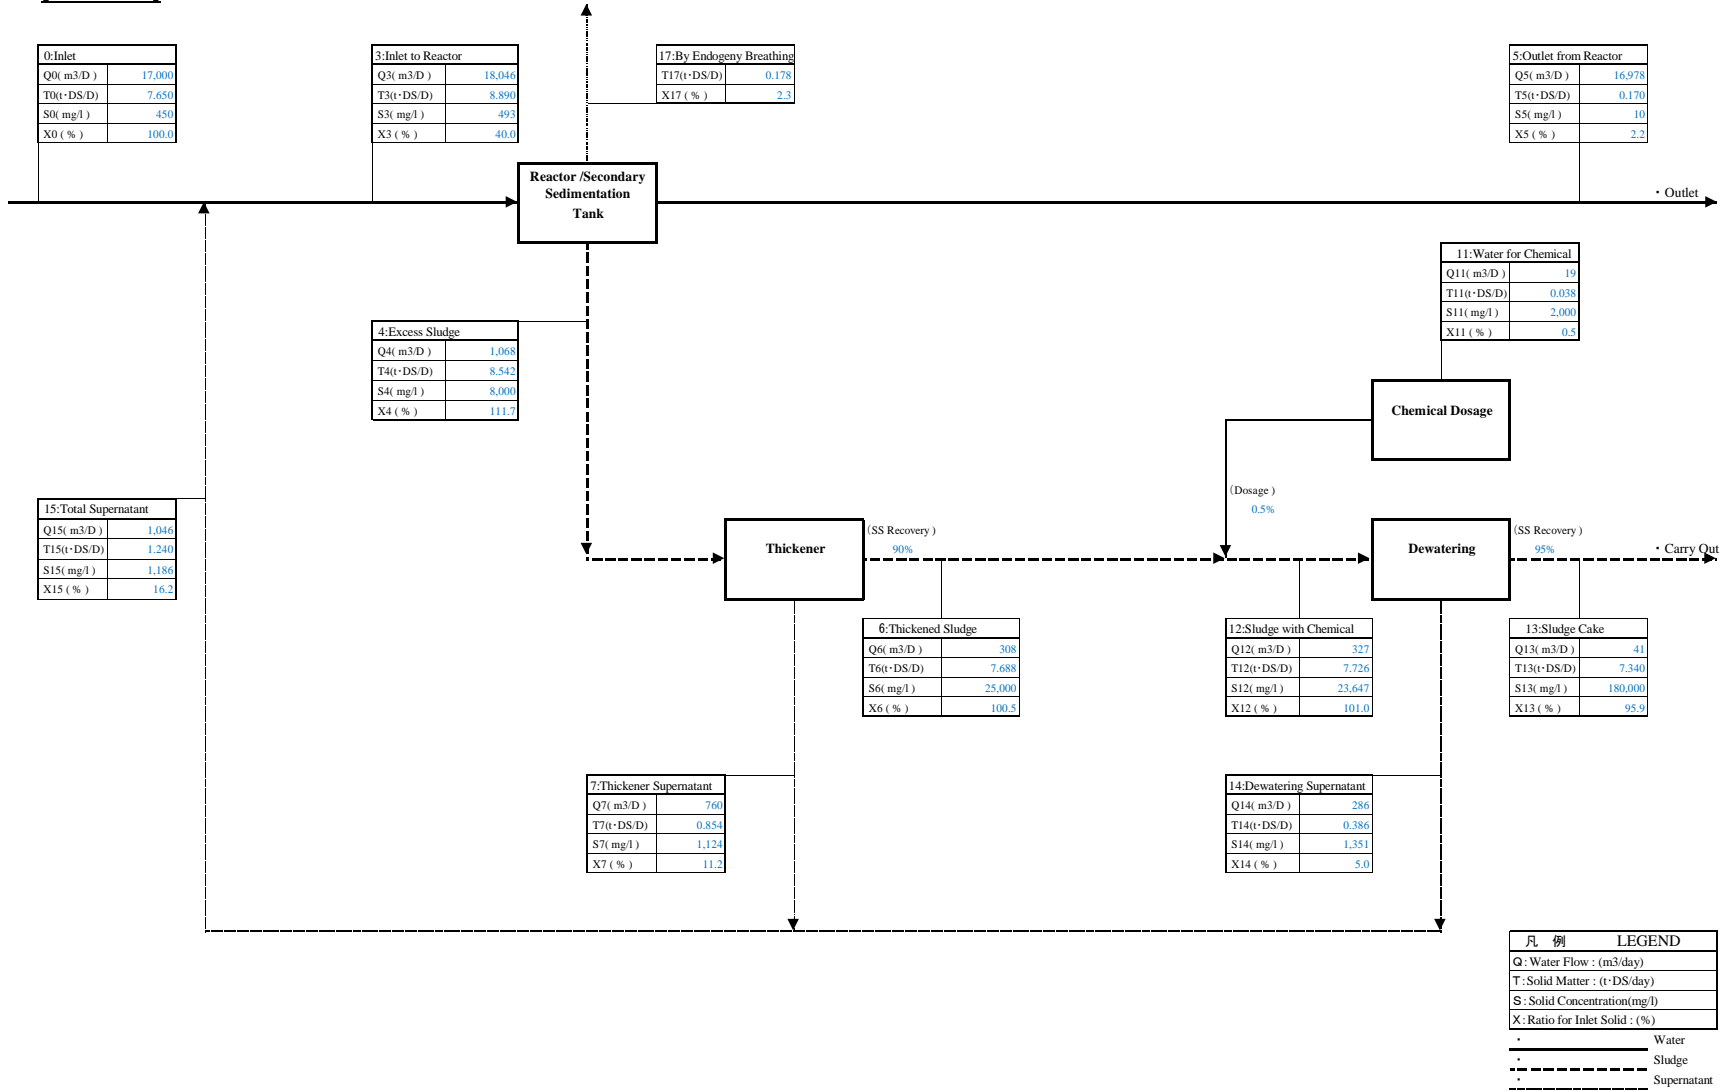 0:Inlet
Q0( m3/D ) 17,000
T0(t･DS/D) 7.650
S0( mg/l ) 450
X0 ( % ) 100.0
3:Inlet to Reactor
Q3( m3/D ) 18,046
T3(t･DS/D) 8.890
S3( mg/l ) 493
X3 ( % ) 40.0
17:By Endogeny Breathing
T17(t･DS/D) 0.178
X17 ( % ) 2.3
5:Outlet from Reactor
Q5( m3/D ) 16,978
T5(t･DS/D) 0.170
S5( mg/l ) 10
X5 ( % ) 2.2
Reactor /Secondary
Sedimentation
Tank
・ Outlet
11:Water for Chemical
Q11( m3/D ) 19
T11(t･DS/D) 0.038
S11( mg/l ) 2,000
X11 ( % ) 0.5
4:Excess Sludge
Q4( m3/D ) 1,068
T4(t･DS/D) 8.542
S4( mg/l ) 8,000
X4 ( % ) 111.7
Chemical Dosage
(Dosage )
0.5%
15:Total Supernatant
Q15( m3/D ) 1,046
T15(t･DS/D) 1.240
S15( mg/l ) 1,186
X15 ( % ) 16.2
Thickener
(SS Recovery )
90%
Dewatering
(SS Recovery )
95%
・ Carry Out
6:Thickened Sludge
Q6( m3/D ) 308
T6(t･DS/D) 7.688
S6( mg/l ) 25,000
X6 ( % ) 100.5
12:Sludge with Chemical
Q12( m3/D ) 327
T12(t･DS/D) 7.726
S12( mg/l ) 23,647
X12 ( % ) 101.0
13:Sludge Cake
Q13( m3/D ) 41
T13(t･DS/D) 7.340
S13( mg/l ) 180,000
X13 ( % ) 95.9
7:Thickener Supernatant
Q7( m3/D ) 760
T7(t･DS/D) 0.854
S7( mg/l ) 1,124
X7 ( % ) 11.2
14:Dewatering Supernatant
Q14( m3/D ) 286
T14(t･DS/D) 0.386
S14( mg/l ) 1,351
X14 ( % ) 5.0
凡 例 LEGEND
Q: Water Flow : (m3/day)
T: Solid Matter : (t･DS/day)
S: Solid Concentration(mg/l)
X: Ratio for Inlet Solid : (%)
・ Water
・ Sludge
・ Supernatant